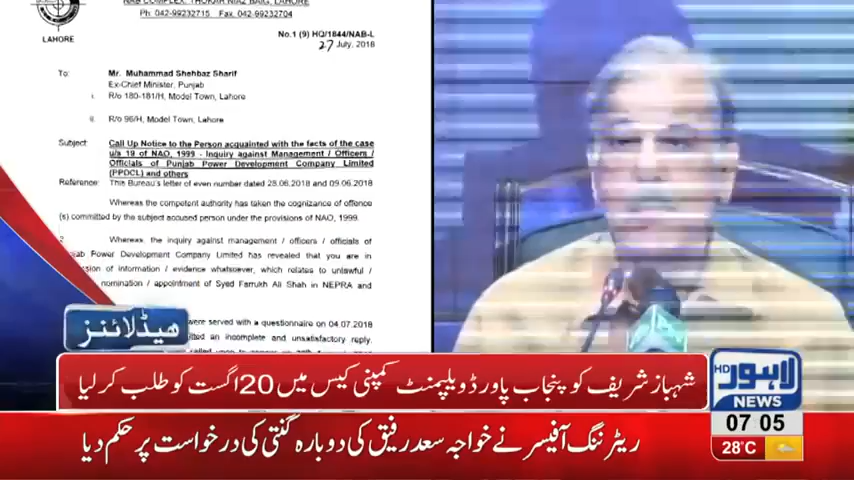 NAB COMPLEX, THOKAR NIAZ BAIG, LAHORE
Ph: 042-99232715 Fax. 042-99232704
LAHORE
No.1 (9) HQ/1844/NAB-L
27 July, 2018
To: Mr. Muhammad Shehbaz Sharif
Ex-Chief Minister, Punjab
i. R/o 180-181/H, Model Town, Lahore
ii. R/o 96/H, Model Town, Lahore
Subject: Call Up Notice to the Person acquainted with the facts of the case
u/s 19 of NAO, 1999 - Inquiry against Management / Officers /
Officials of Punjab Power Development Company Limited
(PPDCL) and others
Reference: This Bureau's letter of even number dated 28.06.2018 and 09.06.2018
Whereas the competent authority has taken the cognizance of offence
(s) committed by the subject accused person under the provisions of NAO, 1999.
2 Whereas, the inquiry against management / officers / officials of
Power Development Company Limited has revealed that you are in
of information / evidence whatsoever, which relates to unlawful /
nomination / appointment of Syed Farrukh Ali Shah in NEPRA and
were served with a questionnaire on 04.07.2018
an incomplete and unsatisfactory reply.
ہیڈلائنز
شہباز شریف کو پنجاب پاور ڈویلپمنٹ کمپنی کیس میں 20 اگست کو طلب کر لیا
ریٹرننگ آفیسر نے خواجہ سعد رفیق کی دوبارہ گنتی کی درخواست پر حکم دیا
HD لاہور
NEWS
07 05
28°C